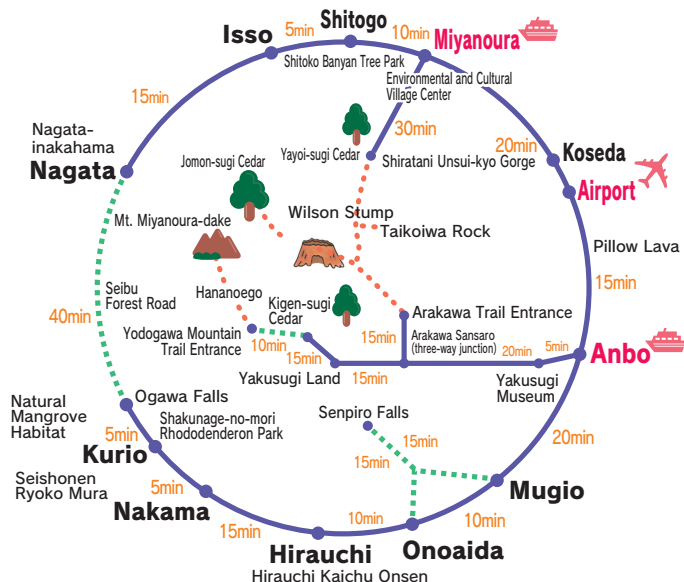 Shitogo
5min
10min
Isso
Miyanoura
Shitoko Banyan Tree Park
Environmental and Cultural
Village Center
15min
30min
20min
Nagata-
inakahama
Nagata
Jomon-sugi Cedar
Yayoi-sugi Cedar
Shiratani Unsui-kyo Gorge
Koseda
Airport
Mt. Miyanoura-dake
Wilson Stump
Taikoiwa Rock
Pillow Lava
15min
Seibu
Forest Road
40min
Hananoego
Kigen-sugi
Cedar
Arakawa Trail Entrance
Yodogawa Mountain
Trail Entrance
10min
15min
15min
Arakawa Sansaro
(three-way junction)
20min
5min
Anbo
Yakusugi Land
15min
Yakusugi
Museum
Natural
Mangrove
Habitat
Ogawa Falls
Shakunage-no-mori
Rhododenderon Park
Senpiro Falls
20min
5min
Kurio
15min
15min
Seishonen
Ryoko Mura
5min
Nakama
Mugio
15min
10min
10min
Hirauchi
Onoaida
Hirauchi Kaichu Onsen